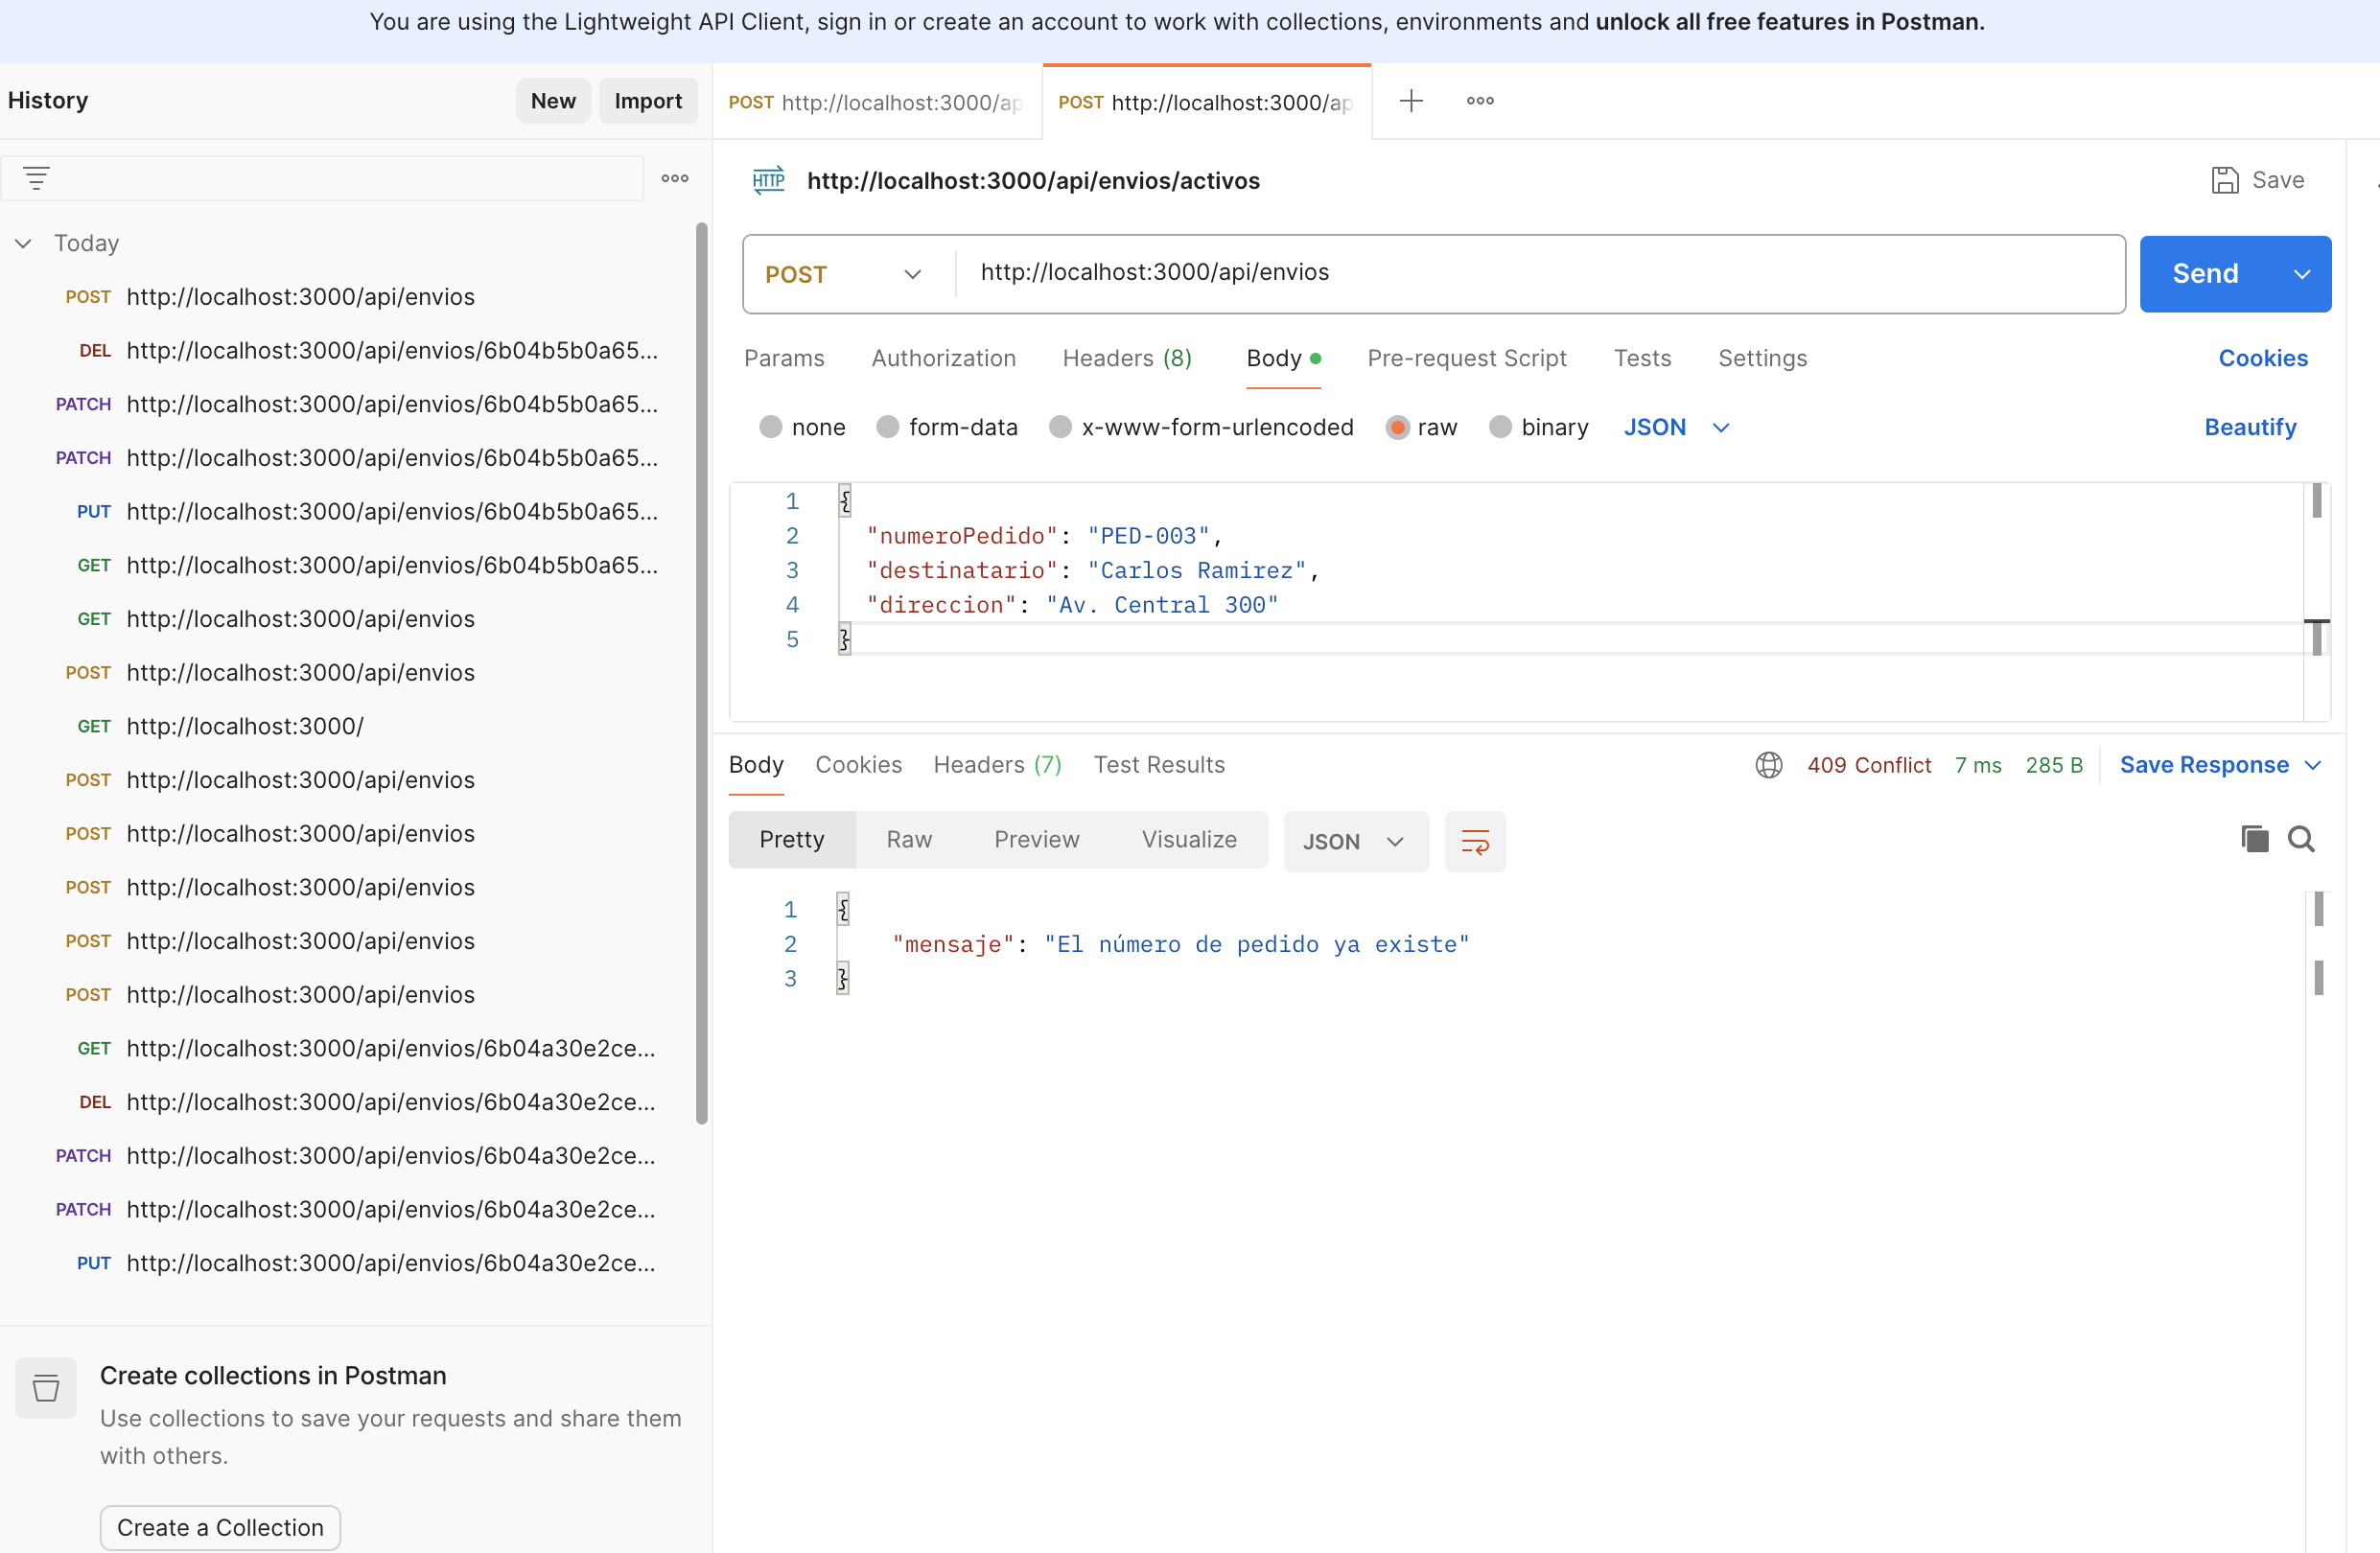 You are using the Lightweight API Client, sign in or create an account to work with collections, environments and unlock all free features in Postman.
History
New
Import
Today
POST http://localhost:3000/api/envios
DEL http://localhost:3000/api/envios/6b04b5b0a65...
PATCH http://localhost:3000/api/envios/6b04b5b0a65...
PATCH http://localhost:3000/api/envios/6b04b5b0a65...
PUT http://localhost:3000/api/envios/6b04b5b0a65...
GET http://localhost:3000/api/envios/6b04b5b0a65...
GET http://localhost:3000/api/envios
POST http://localhost:3000/api/envios
GET http://localhost:3000/
POST http://localhost:3000/api/envios
POST http://localhost:3000/api/envios
POST http://localhost:3000/api/envios
POST http://localhost:3000/api/envios
POST http://localhost:3000/api/envios
GET http://localhost:3000/api/envios/6b04a30e2ce...
DEL http://localhost:3000/api/envios/6b04a30e2ce...
PATCH http://localhost:3000/api/envios/6b04a30e2ce...
PATCH http://localhost:3000/api/envios/6b04a30e2ce...
PUT http://localhost:3000/api/envios/6b04a30e2ce...
Create collections in Postman
Use collections to save your requests and share them
with others.
Create a Collection
POST http://localhost:3000/ap
POST http://localhost:3000/ap
HTTP http://localhost:3000/api/envios/activos
Save
POST http://localhost:3000/api/envios
Send
Params Authorization Headers (8) Body Pre-request Script Tests Settings Cookies
none form-data x-www-form-urlencoded raw binary JSON Beautify
1 {
2 "numeroPedido": "PED-003",
3 "destinatario": "Carlos Ramirez",
4 "direccion": "Av. Central 300"
5 }
Body Cookies Headers (7) Test Results 409 Conflict 7 ms 285 B Save Response
Pretty Raw Preview Visualize JSON
1 {
2 "mensaje": "El número de pedido ya existe"
3 }